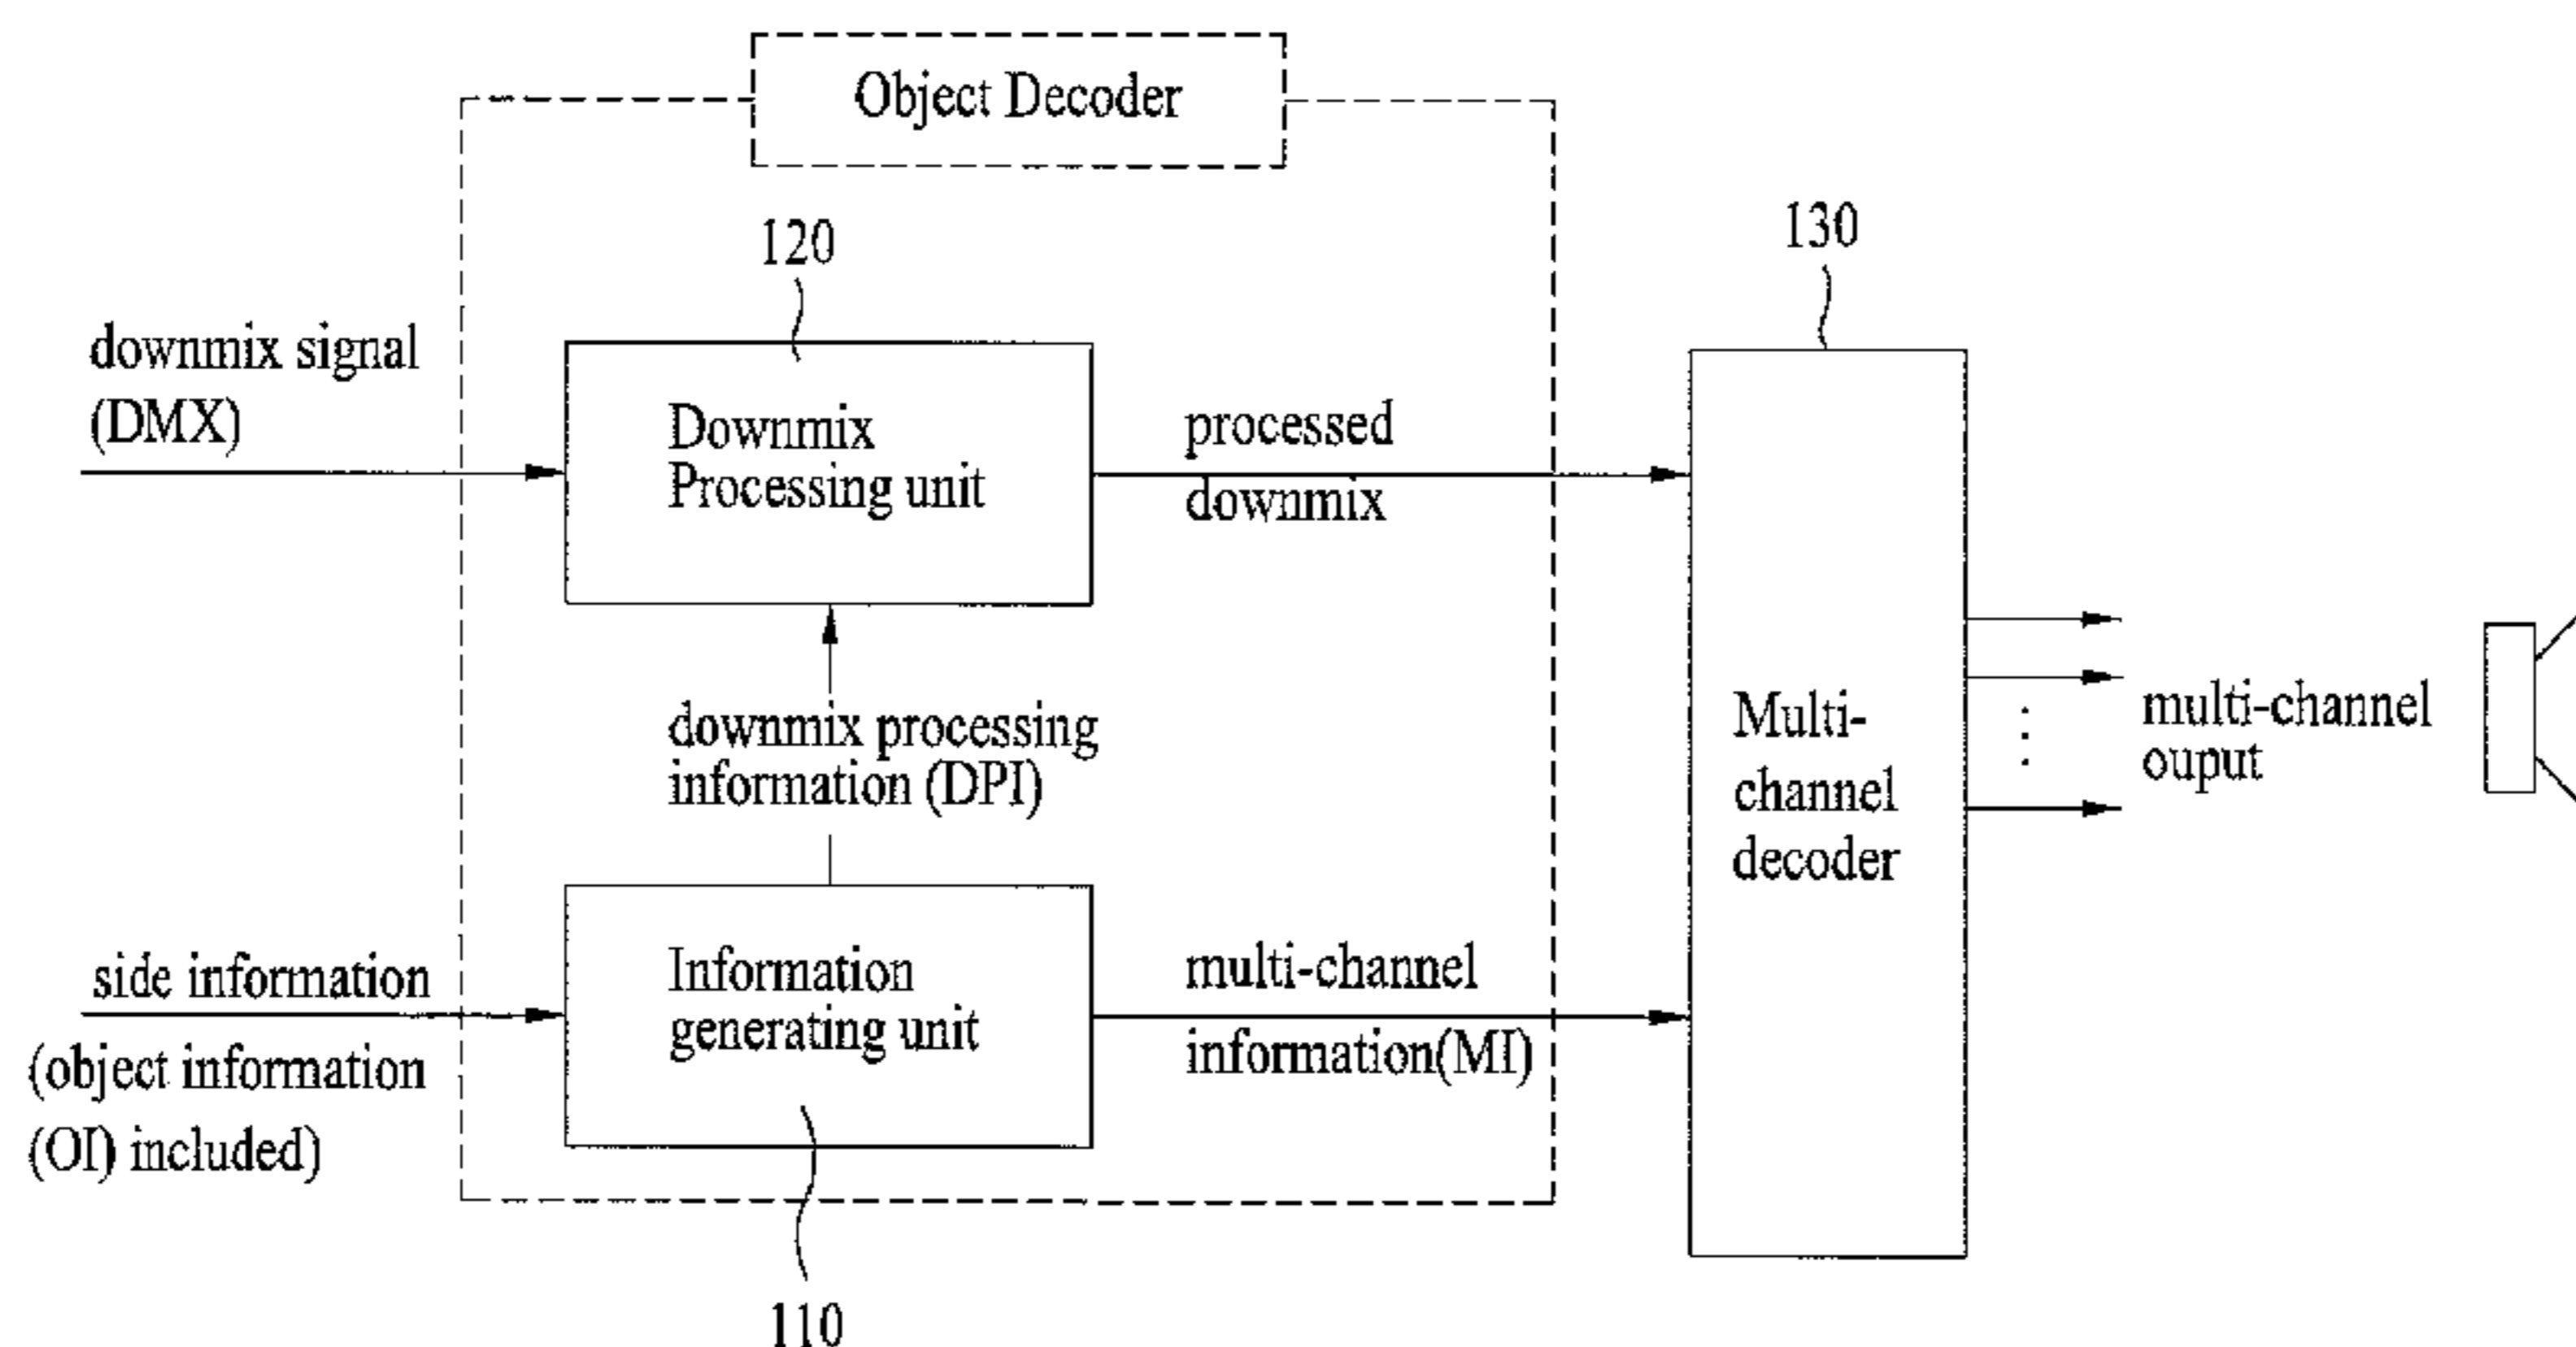 Object Decoder
120
130
downmix signal
(DMX)
Downmix
Processing unit
processed
downmix
downmix processing
information (DPI)
Multi-
channel
decoder
multi-channel
ouput
side information
(object information
(OI) included)
Information
generating unit
multi-channel
information(MI)
110